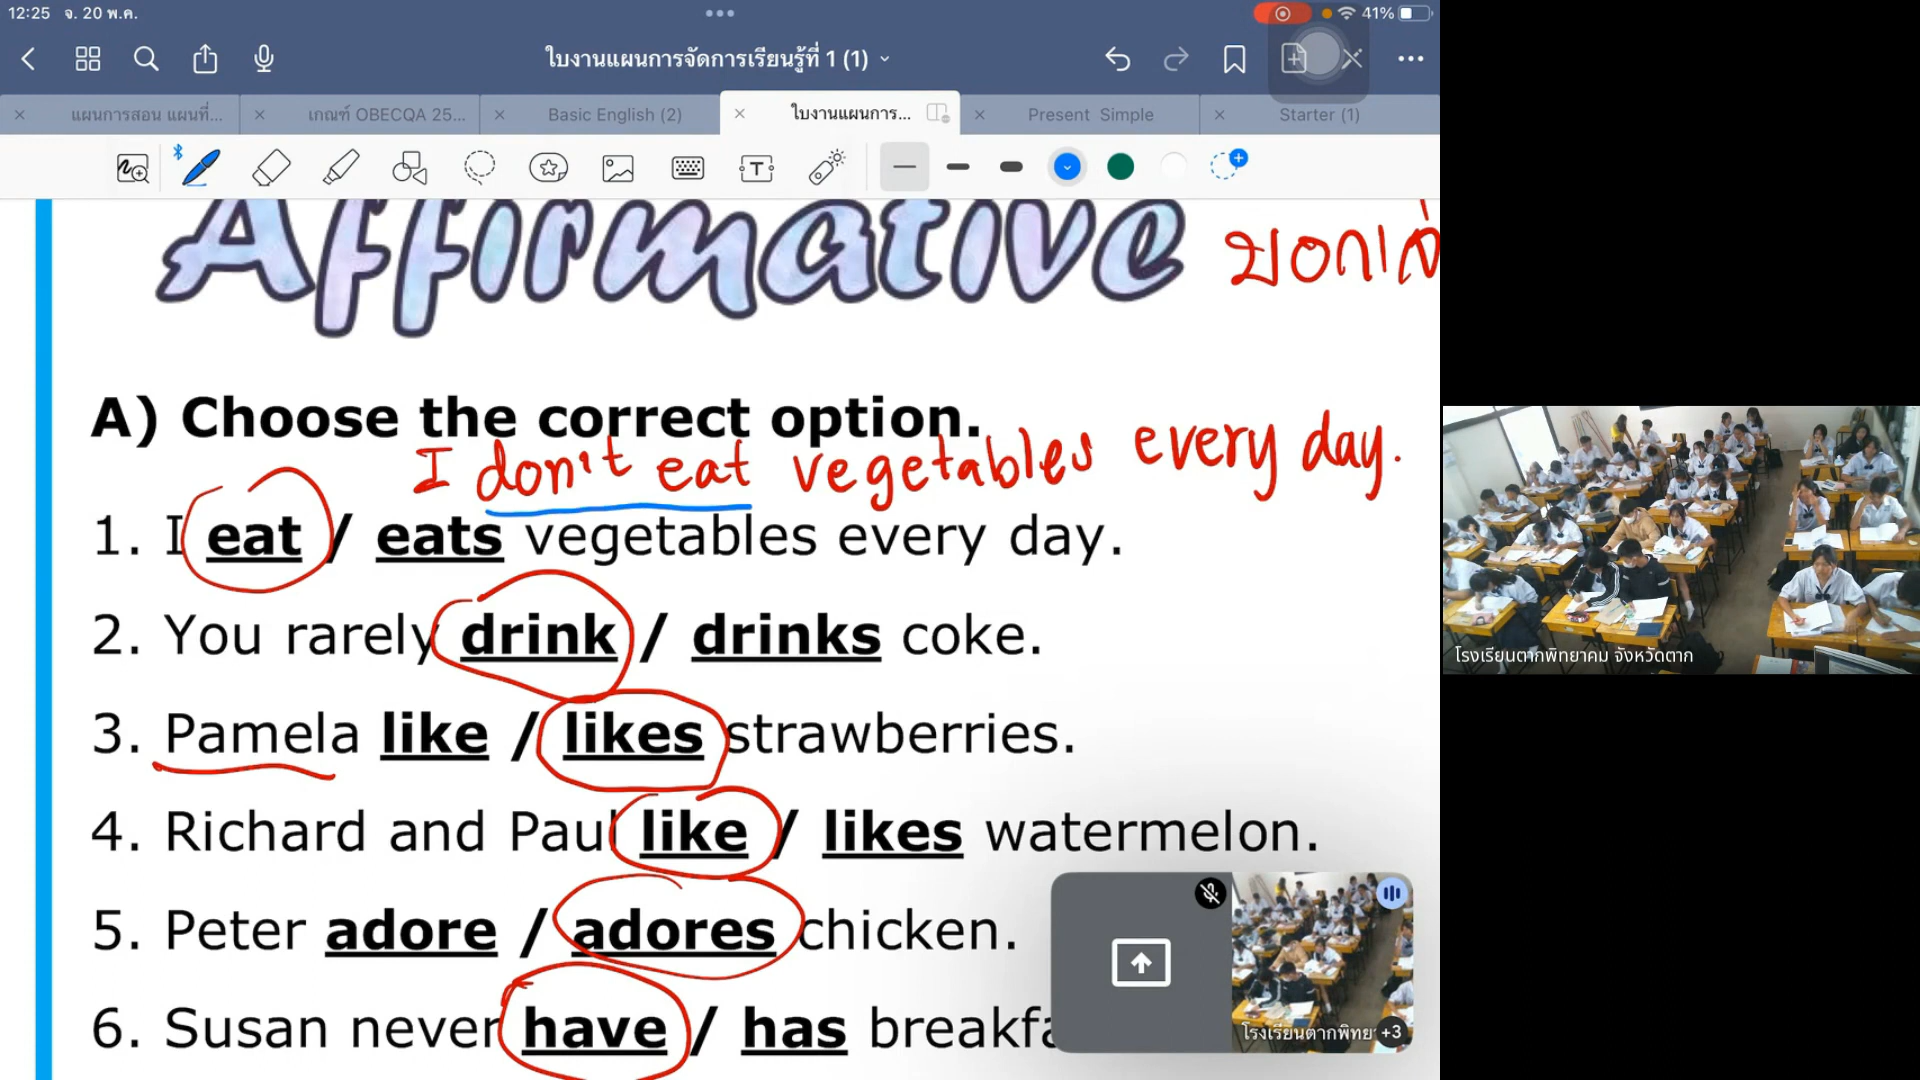 12:25 จ. 20 พ.ค.
41%
ใบงานแผนการจัดการเรียนรู้ที่ 1 (1)
แผนการสอน แผนที่... เกณฑ์ OBECQA 25... Basic English (2) ใบงานแผนการ... Present Simple Starter (1)
Affirmative
บอกเล่
A) Choose the correct option.
I don't eat vegetables every day.
1. I eat / eats vegetables every day.
2. You rarely drink / drinks coke.
3. Pamela like / likes strawberries.
4. Richard and Paul like / likes watermelon.
5. Peter adore / adores chicken.
6. Susan never have / has breakfa
โรงเรียนตากพิทยาคม จังหวัดตาก
โรงเรียนตากพิทย +3